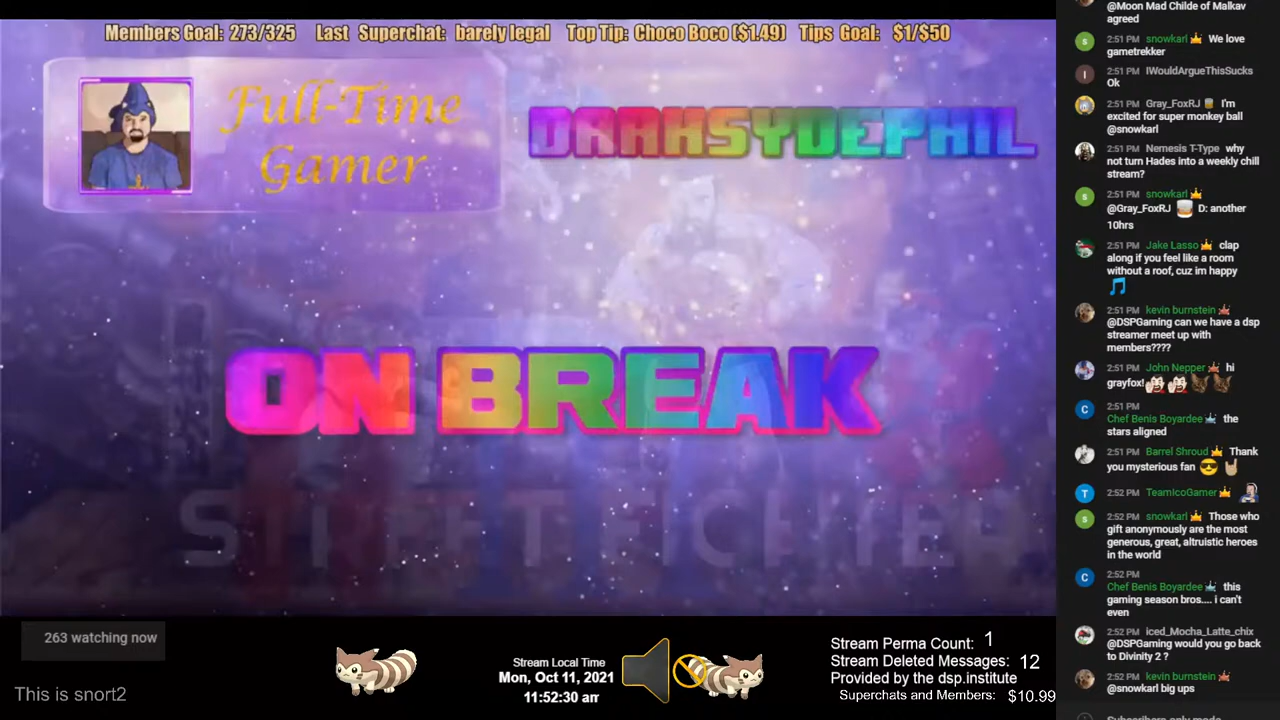 Members Goal: 273/325 Last Superchat: barely legal Top Tip: Choco Boco ($1.49) Tips Goal: $1/$50
Full-Time
Gamer
DARKSYDEPHIL
ON BREAK
263 watching now
This is snort2
Stream Local Time
Mon, Oct 11, 2021
11:52:30 am
Stream Perma Count: 1
Stream Deleted Messages: 12
Provided by the dsp.institute
Superchats and Members: $10.99
@Moon Mad Childe of Malkav
agreed
S
2:51 PM snowkarl We love
gametrekker
I
2:51 PM IWouldArgueThisSucks
Ok
2:51 PM Gray_FoxRJ I'm
excited for super monkey ball
@snowkarl
2:51 PM Nemesis T-Type why
not turn Hades into a weekly chill
stream?
S
2:51 PM snowkarl
@Gray_FoxRJ D: another
10hrs
2:51 PM Jake Lasso clap
along if you feel like a room
without a roof, cuz im happy
2:51 PM kevin burnstein
@DSPGaming can we have a dsp
streamer meet up with
members????
2:51 PM John Nepper hi
grayfox!
C
2:51 PM
Chef Benis Boyardee the
stars aligned
2:51 PM Barrel Shroud Thank
you mysterious fan
T
2:52 PM TeamIcoGamer
S
2:52 PM snowkarl Those who
gift anonymously are the most
generous, great, altruistic heroes
in the world
C
2:52 PM
Chef Benis Boyardee this
gaming season bros.... i can't
even
2:52 PM iced_Mocha_Latte_chix
@DSPGaming would you go back
to Divinity 2 ?
2:52 PM kevin burnstein
@snowkarl big ups
Subscribers-only mode